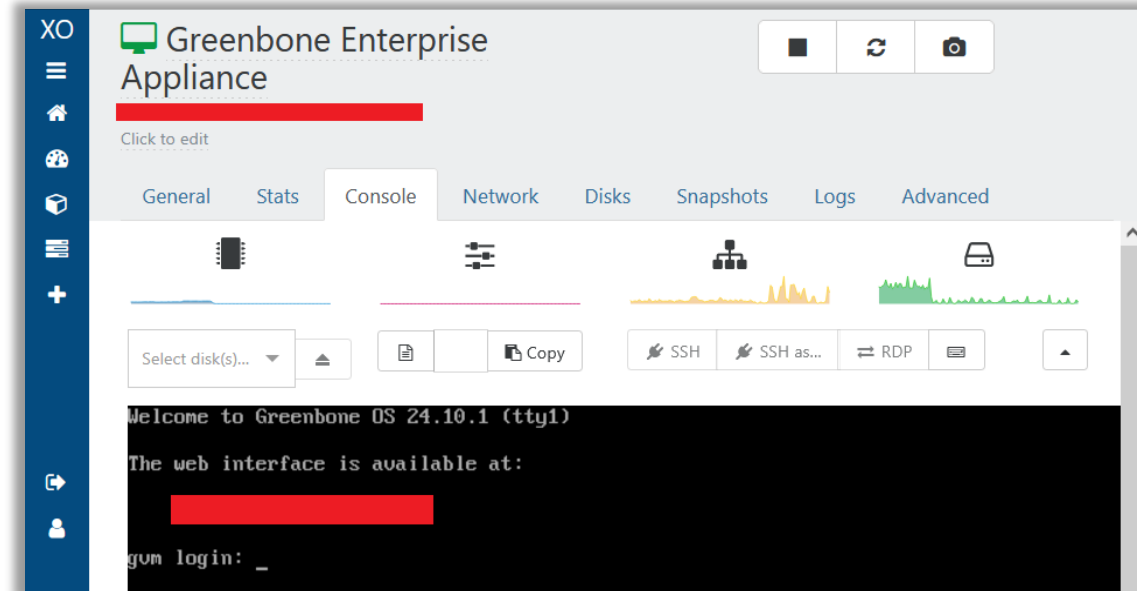 XO
Greenbone Enterprise
Appliance
Click to edit
General Stats Console Network Disks Snapshots Logs Advanced
Select disk(s)... Copy SSH SSH as... RDP
Welcome to Greenbone OS 24.10.1 (tty1)
The web interface is available at:
gvm login: _